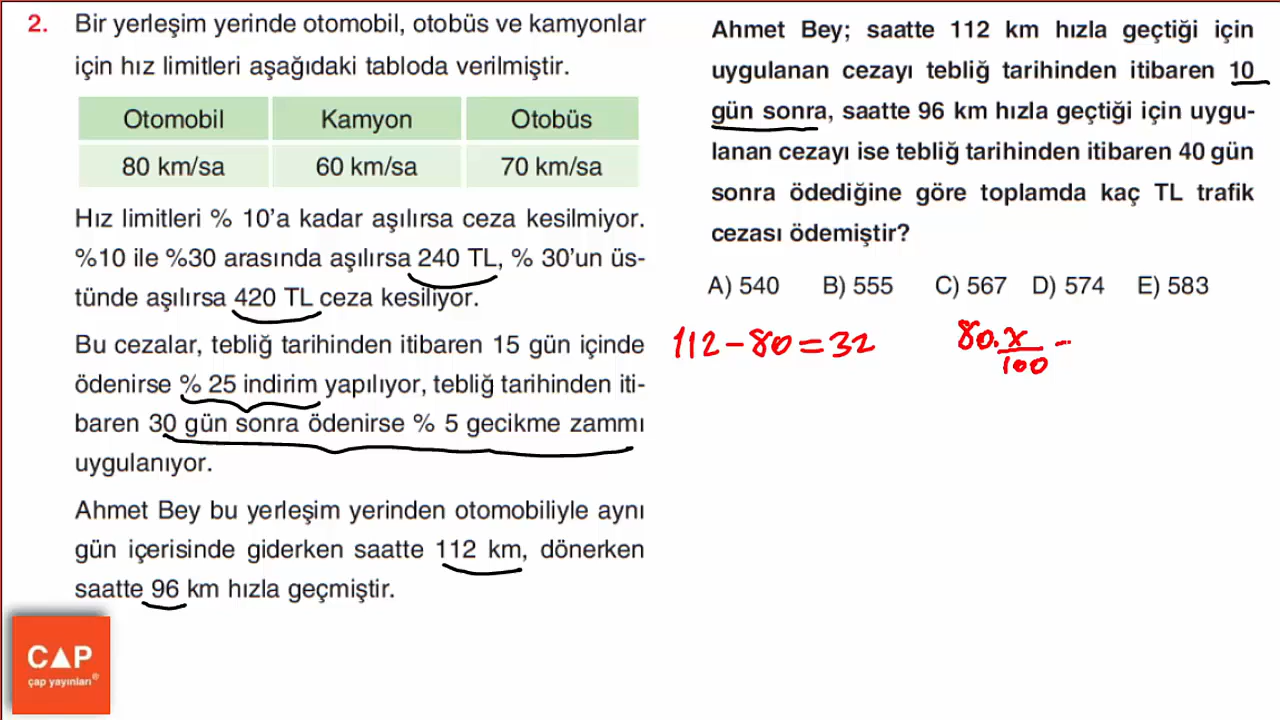 2. Bir yerleşim yerinde otomobil, otobüs ve kamyonlar
için hız limitleri aşağıdaki tabloda verilmiştir.
Otomobil Kamyon Otobüs
80 km/sa 60 km/sa 70 km/sa
Hız limitleri % 10’a kadar aşılırsa ceza kesilmiyor.
%10 ile %30 arasında aşılırsa 240 TL, % 30’un üs-
tünde aşılırsa 420 TL ceza kesiliyor.
Bu cezalar, tebliğ tarihinden itibaren 15 gün içinde
ödenirse % 25 indirim yapılıyor, tebliğ tarihinden iti-
baren 30 gün sonra ödenirse % 5 gecikme zammı
uygulanıyor.
Ahmet Bey bu yerleşim yerinden otomobiliyle aynı
gün içerisinde giderken saatte 112 km, dönerken
saatte 96 km hızla geçmiştir.
Ahmet Bey; saatte 112 km hızla geçtiği için
uygulanan cezayı tebliğ tarihinden itibaren 10
gün sonra, saatte 96 km hızla geçtiği için uygu-
lanan cezayı ise tebliğ tarihinden itibaren 40 gün
sonra ödediğine göre toplamda kaç TL trafik
cezası ödemiştir?
A) 540 B) 555 C) 567 D) 574 E) 583
112 - 80 = 32 80. x/100 -
ÇAP
çap yayınları®